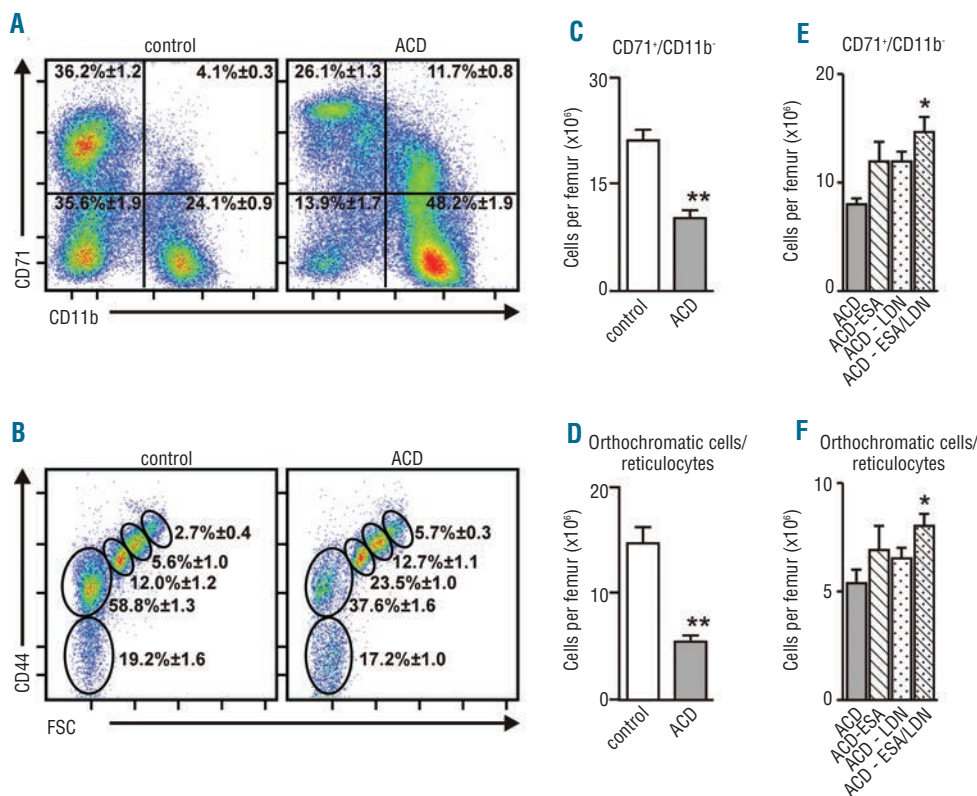 A
control
ACD
36.2%±1.2
4.1%±0.3
26.1%±1.3
11.7%±0.8
35.6%±1.9
24.1%±0.9
13.9%±1.7
48.2%±1.9
CD71
CD11b
B
control
ACD
2.7%±0.4
5.6%±1.0
12.0%±1.2
58.8%±1.3
19.2%±1.6
5.7%±0.3
12.7%±1.1
23.5%±1.0
37.6%±1.6
17.2%±1.0
CD44
FSC
C
CD71⁺/CD11b⁻
Cells per femur (x10⁶)
30
15
0
**
control
ACD
D
Orthochromatic cells/
reticulocytes
Cells per femur (x10⁶)
20
10
0
**
control
ACD
E
CD71⁺/CD11b⁻
Cells per femur (x10⁶)
20
10
0
*
ACD
ACD-ESA
ACD - LDN
ACD - ESA/LDN
F
Orthochromatic cells/
reticulocytes
Cells per femur (x10⁶)
10
5
0
*
ACD
ACD-ESA
ACD - LDN
ACD - ESA/LDN